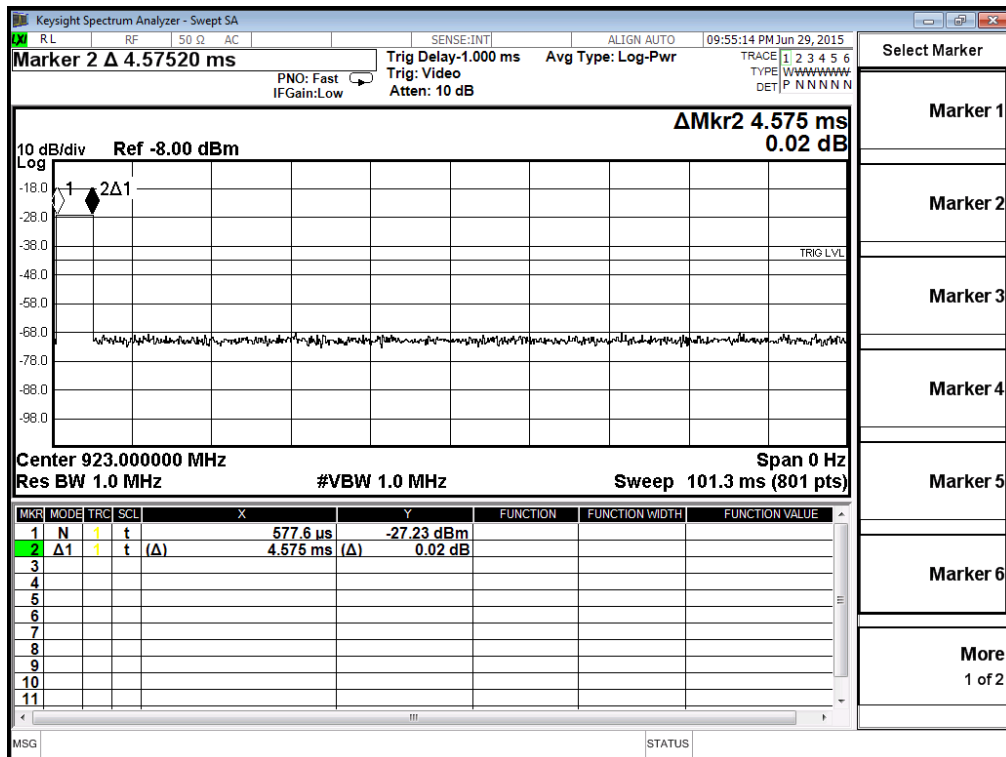 Keysight Spectrum Analyzer - Swept SA
LXI RL RF 50 Ω AC SENSE:INT ALIGN AUTO 09:55:14 PM Jun 29, 2015
Marker 2 Δ 4.57520 ms
PNO: Fast
IFGain:Low
Trig Delay-1.000 ms
Trig: Video
Atten: 10 dB
Avg Type: Log-Pwr
TRACE 1 2 3 4 5 6
TYPE WWWWWW
DET P N N N N N
ΔMkr2 4.575 ms
0.02 dB
10 dB/div Ref -8.00 dBm
Log
-18.0
1 2Δ1
-28.0
-38.0
TRIG LVL
-48.0
-58.0
-68.0
-78.0
-88.0
-98.0
Center 923.000000 MHz Span 0 Hz
Res BW 1.0 MHz #VBW 1.0 MHz Sweep 101.3 ms (801 pts)
MKR MODE TRC SCL X Y FUNCTION FUNCTION WIDTH FUNCTION VALUE
1 N 1 t 577.6 µs -27.23 dBm
2 Δ1 1 t (Δ) 4.575 ms (Δ) 0.02 dB
3
4
5
6
7
8
9
10
11
MSG STATUS
Select Marker
Marker 1
Marker 2
Marker 3
Marker 4
Marker 5
Marker 6
More
1 of 2